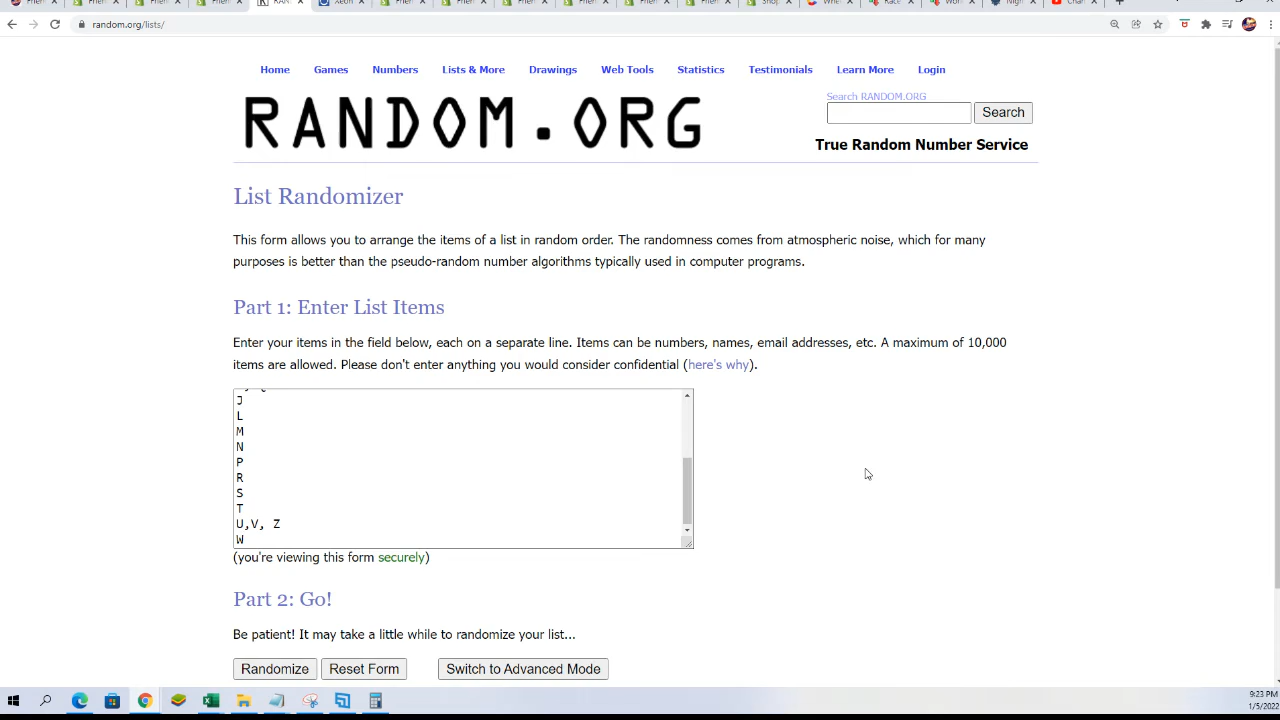 random.org/lists/
Home Games Numbers Lists & More Drawings Web Tools Statistics Testimonials Learn More Login
RANDOM.ORG
Search RANDOM.ORG
Search
True Random Number Service
List Randomizer
This form allows you to arrange the items of a list in random order. The randomness comes from atmospheric noise, which for many
purposes is better than the pseudo-random number algorithms typically used in computer programs.
Part 1: Enter List Items
Enter your items in the field below, each on a separate line. Items can be numbers, names, email addresses, etc. A maximum of 10,000
items are allowed. Please don't enter anything you would consider confidential (here's why).
J
L
M
N
P
R
S
T
U,V, Z
W
(you're viewing this form securely)
Part 2: Go!
Be patient! It may take a little while to randomize your list...
Randomize Reset Form Switch to Advanced Mode
9:23 PM
1/5/2022